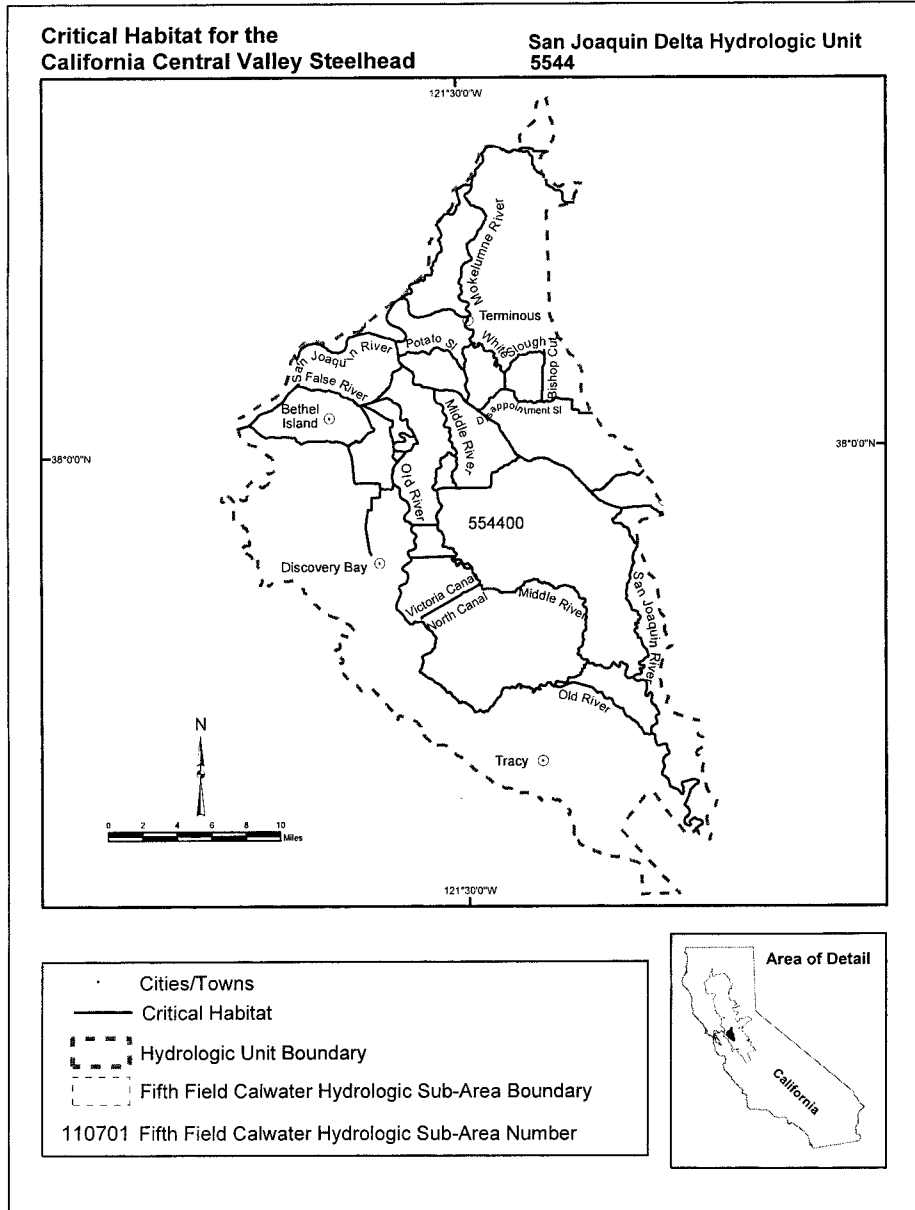 Critical Habitat for the
California Central Valley Steelhead
San Joaquin Delta Hydrologic Unit
5544
121°30'0"W
Mokelumne River
Terminous
White Slough
Potato Sl
Bishop Cut
San Joaquin River
False River
Bethel
Island
Disappointment Sl
Middle River
38°0'0"N
38°0'0"N
Old River
554400
Discovery Bay
Victoria Canal
North Canal
Middle River
San Joaquin River
Old River
Tracy
N
0 2 4 6 8 10
Miles
121°30'0"W
Cities/Towns
Critical Habitat
Hydrologic Unit Boundary
Fifth Field Calwater Hydrologic Sub-Area Boundary
110701 Fifth Field Calwater Hydrologic Sub-Area Number
Area of Detail
California